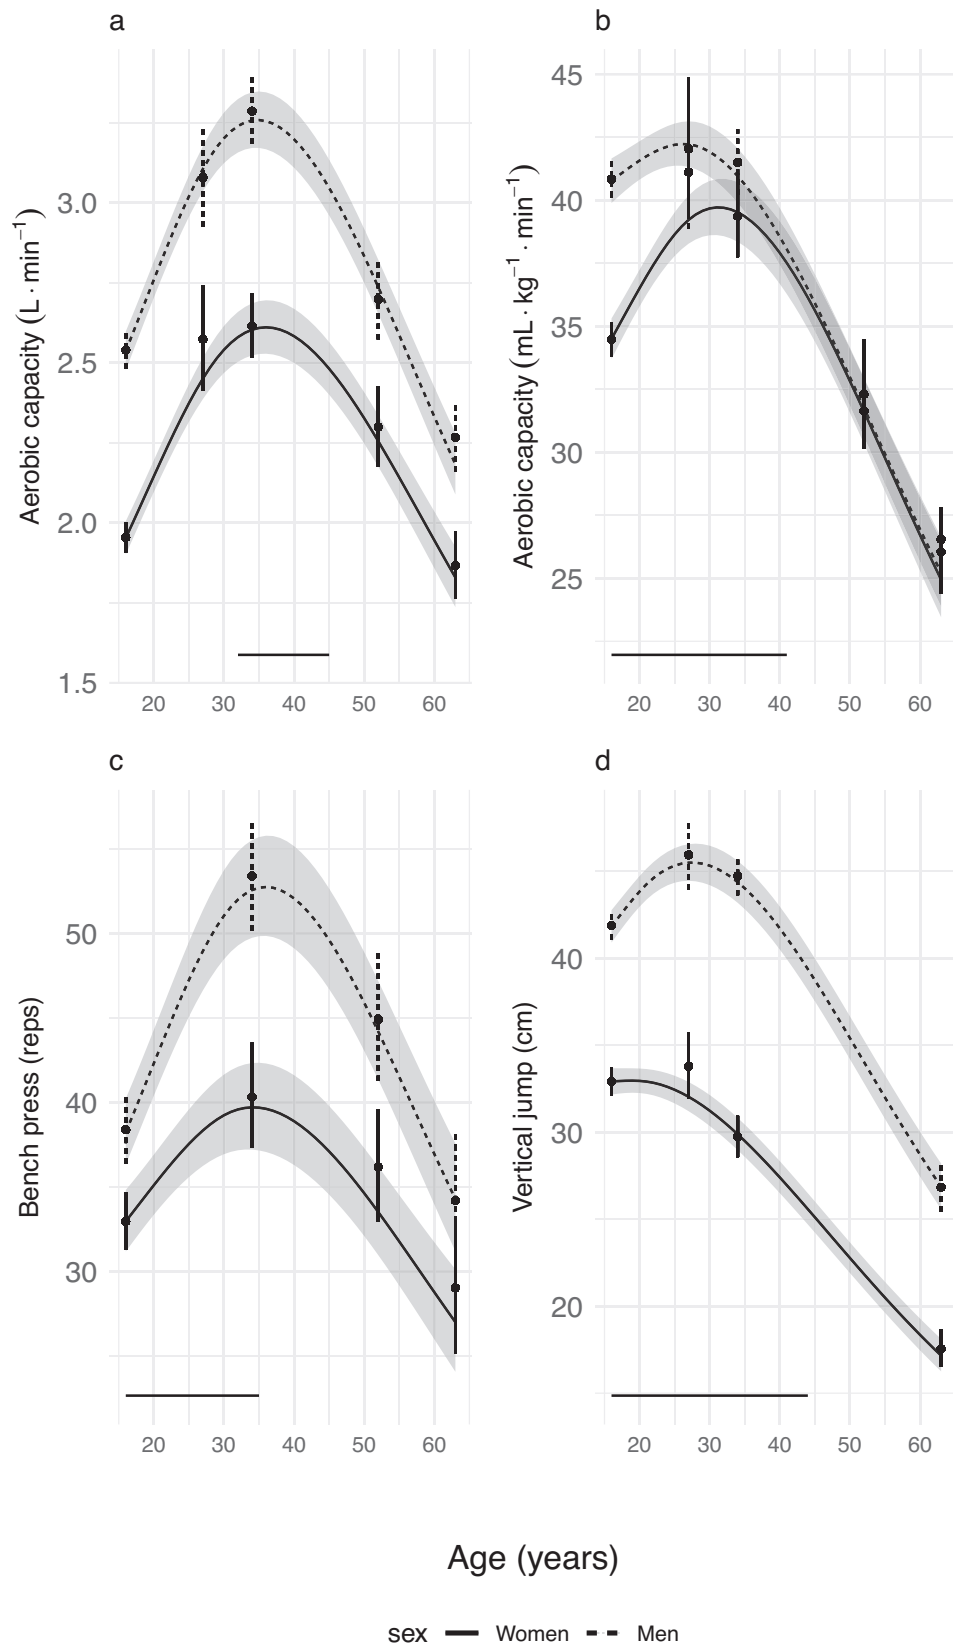 a
Aerobic capacity (L · min⁻¹)
3.0
2.5
2.0
1.5
20 30 40 50 60
b
Aerobic capacity (mL · kg⁻¹ · min⁻¹)
45
40
35
30
25
20 30 40 50 60
c
Bench press (reps)
50
40
30
20 30 40 50 60
d
Vertical jump (cm)
40
30
20
20 30 40 50 60
Age (years)
sex Women Men